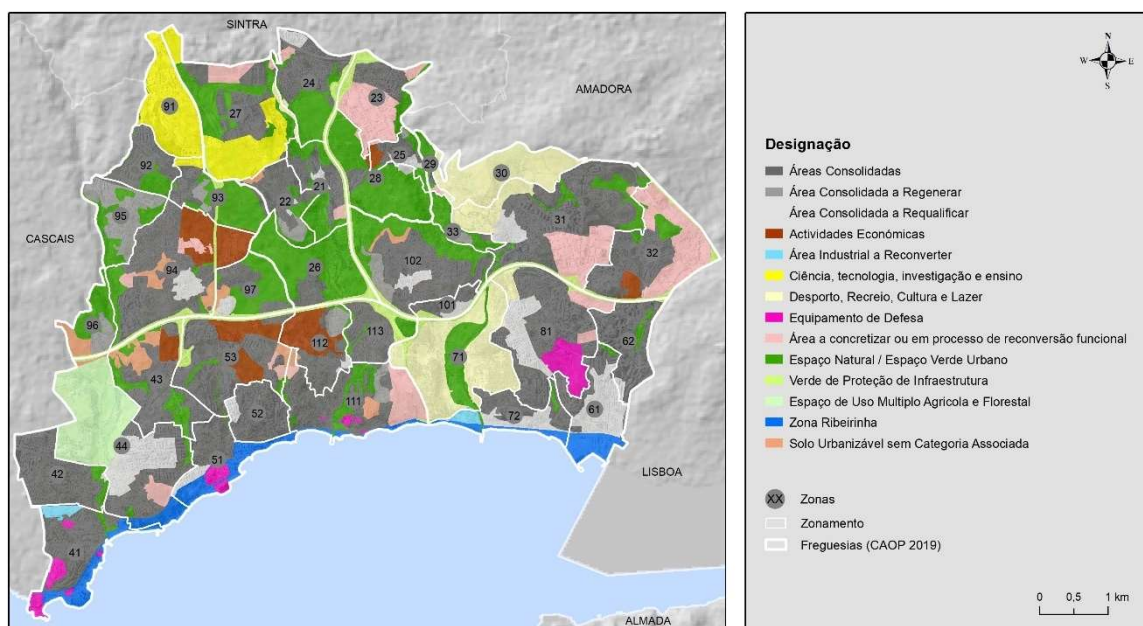 SINTRA
AMADORA
CASCAIS
LISBOA
ALMADA
24
23
91
27
25
29
30
92
21
28
93
22
95
31
33
32
102
94
26
97
101
96
113
81
62
53
112
71
43
111
52
72
61
44
51
42
41
N
W E
S
Designação
Áreas Consolidadas
Área Consolidada a Regenerar
Área Consolidada a Requalificar
Actividades Económicas
Área Industrial a Reconverter
Ciência, tecnologia, investigação e ensino
Desporto, Recreio, Cultura e Lazer
Equipamento de Defesa
Área a concretizar ou em processo de reconversão funcional
Espaço Natural / Espaço Verde Urbano
Verde de Proteção de Infraestrutura
Espaço de Uso Multiplo Agricola e Florestal
Zona Ribeirinha
Solo Urbanizável sem Categoria Associada
XX Zonas
Zonamento
Freguesias (CAOP 2019)
0 0,5 1 km